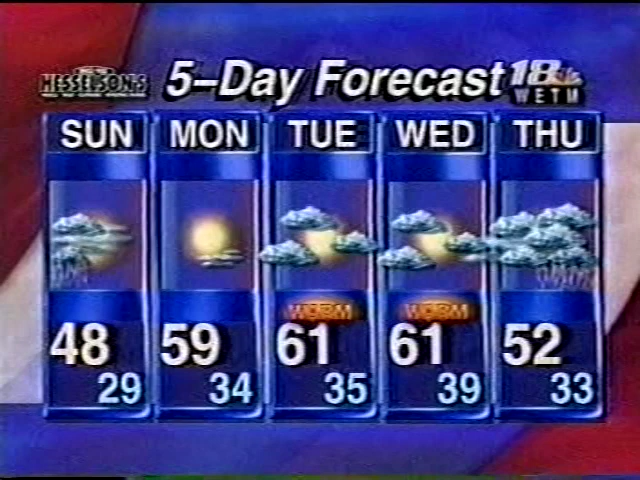 5-Day Forecast
18
WETM
SUN MON TUE WED THU
WARM WARM
48 59 61 61 52
29 34 35 39 33